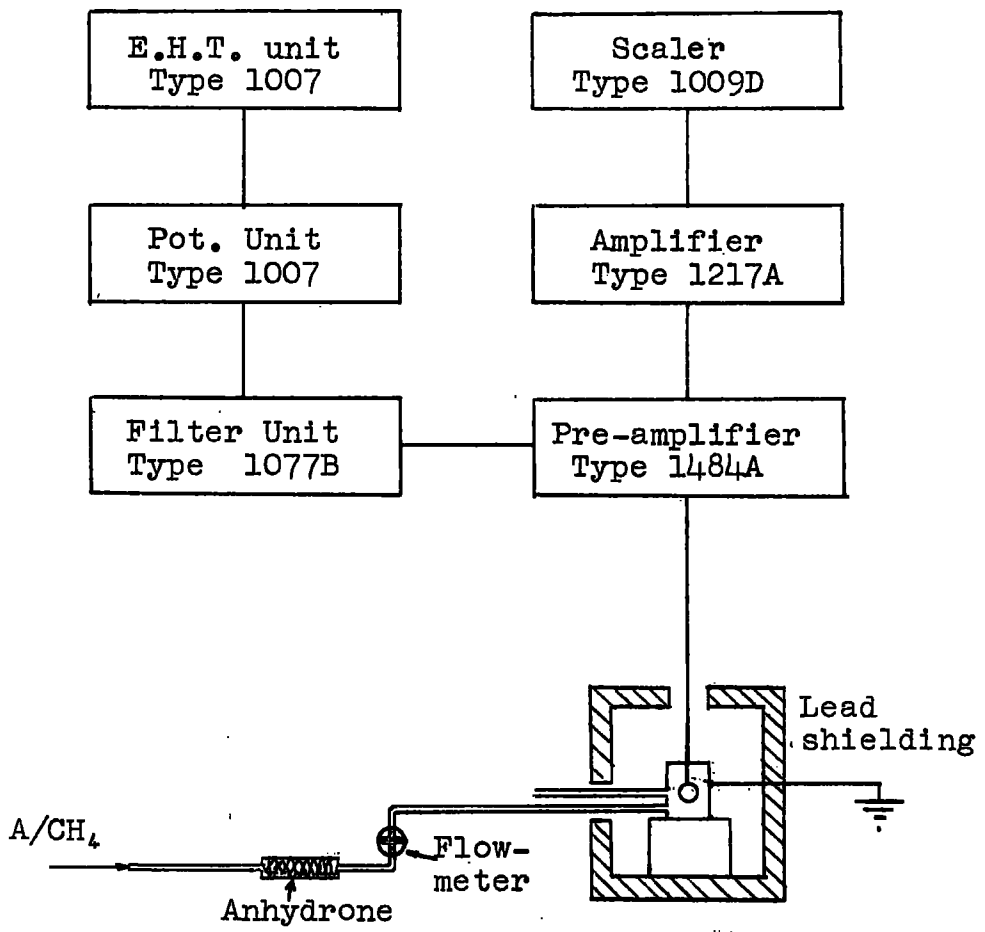 E.H.T. unit
Type 1007
Scaler
Type 1009D
Pot. Unit
Type 1007
Amplifier
Type 1217A
Filter Unit
Type 1077B
Pre-amplifier
Type 1484A
Lead
shielding
A/CH₄
Flow-
meter
Anhydrone